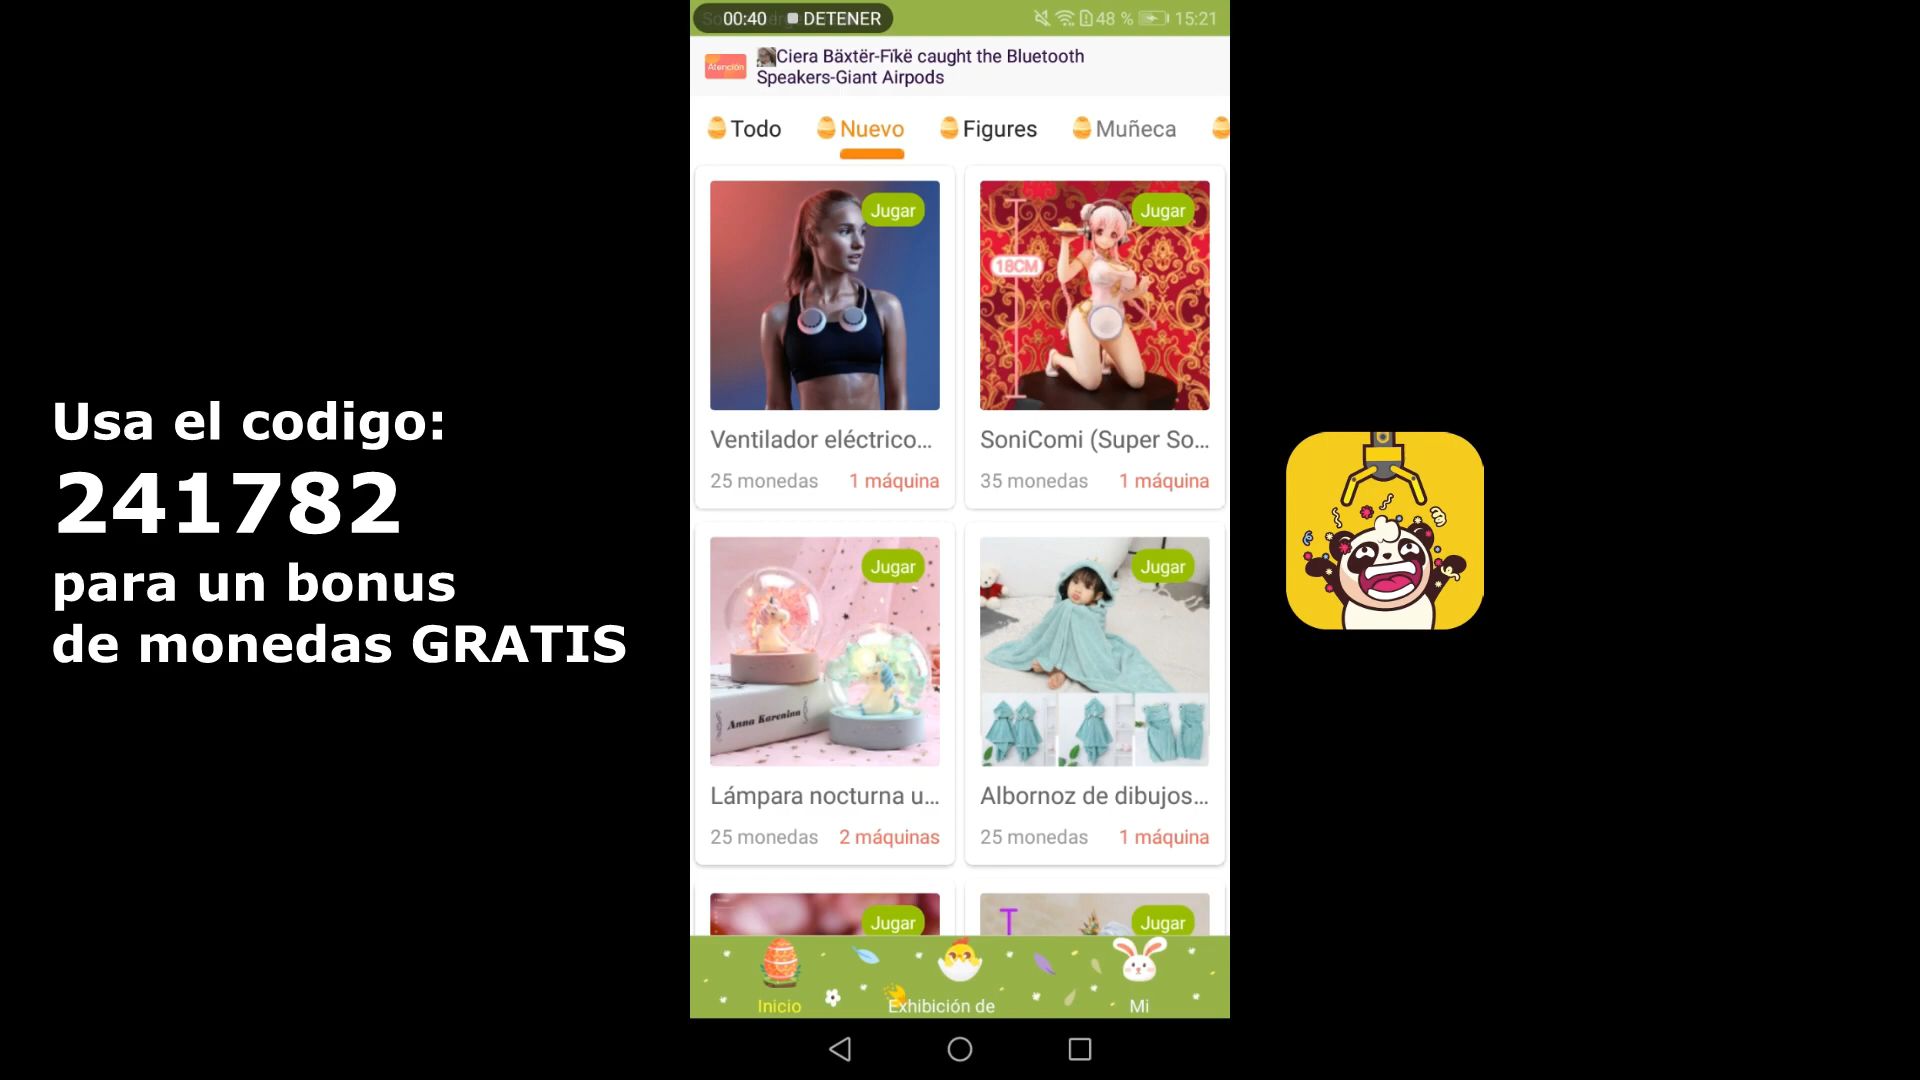 Usa el codigo:
241782
para un bonus
de monedas GRATIS
00:40 DETENER
48 % 15:21
Atención
Ciera Bäxtër-Fïkë caught the Bluetooth
Speakers-Giant Airpods
Todo Nuevo Figures Muñeca
Jugar
Ventilador eléctrico...
25 monedas 1 máquina
Jugar
18CM
SoniComi (Super So...
35 monedas 1 máquina
Jugar
Anna Karenina
Lámpara nocturna u...
25 monedas 2 máquinas
Jugar
Albornoz de dibujos...
25 monedas 1 máquina
Jugar
Jugar
Inicio Exhibición de Mi